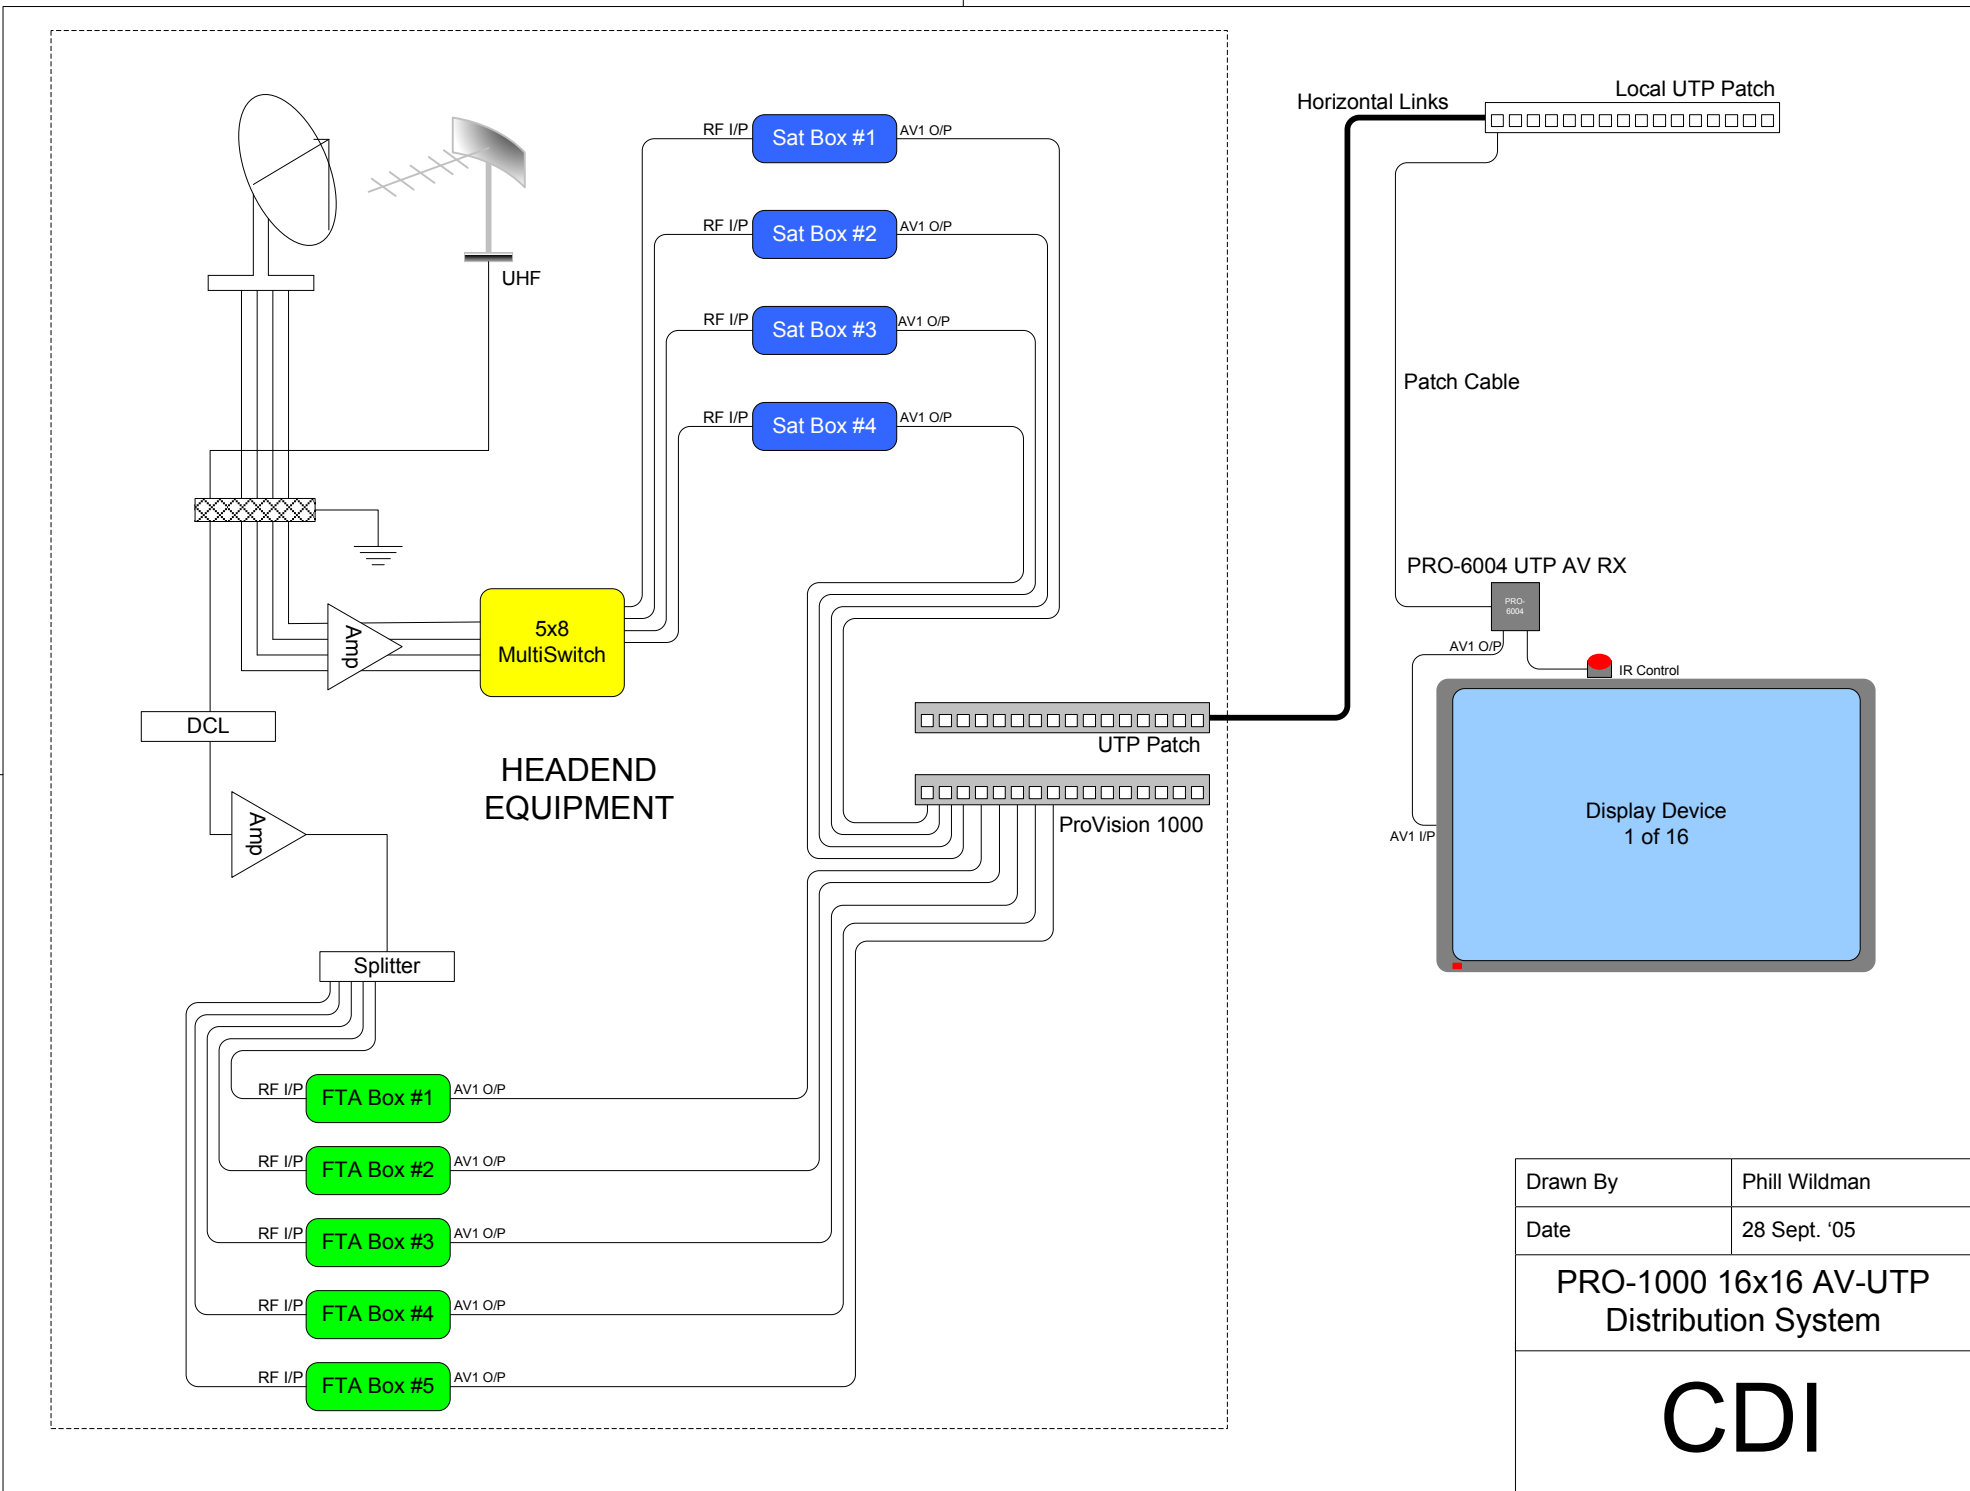 RF I/P
Sat Box #1
AV1 O/P
RF I/P
Sat Box #2
AV1 O/P
UHF
RF I/P
Sat Box #3
AV1 O/P
RF I/P
Sat Box #4
AV1 O/P
Amp
5x8
MultiSwitch
DCL
HEADEND
EQUIPMENT
Amp
UTP Patch
ProVision 1000
Splitter
RF I/P
FTA Box #1
AV1 O/P
RF I/P
FTA Box #2
AV1 O/P
RF I/P
FTA Box #3
AV1 O/P
RF I/P
FTA Box #4
AV1 O/P
RF I/P
FTA Box #5
AV1 O/P
Local UTP Patch
Horizontal Links
Patch Cable
PRO-6004 UTP AV RX
PRO-
6004
AV1 O/P
IR Control
Display Device
1 of 16
AV1 I/P
Drawn By
Phill Wildman
Date
28 Sept. ‘05
PRO-1000 16x16 AV-UTP
Distribution System
CDI